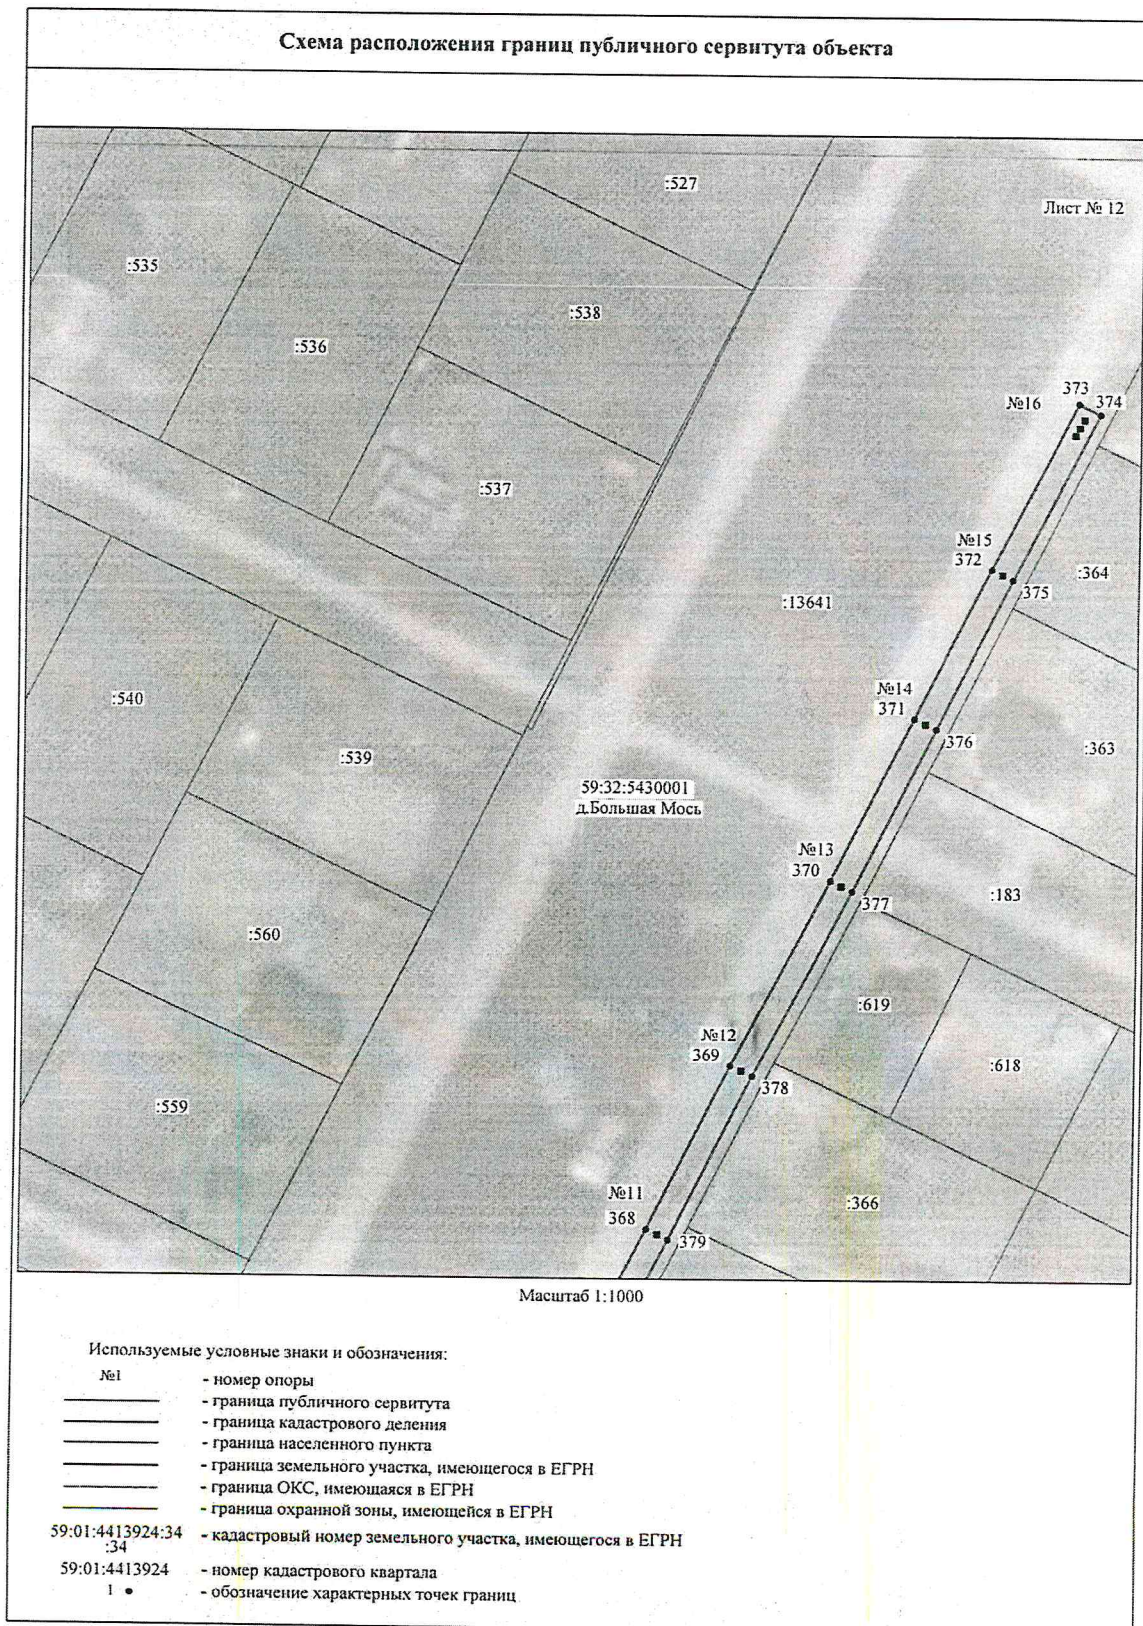 Схема расположения границ публичного сервитута объекта
:527
Лист № 12
:535
:538
:536
373
374
№16
:537
№15
372
:364
375
:13641
№14
371
:540
376
:363
:539
59:32:5430001
д.Большая Мось
№13
370
:183
377
:560
:619
№12
369
:618
378
:559
№11
:366
368
379
Масштаб 1:1000
Используемые условные знаки и обозначения:
№1 - номер опоры
- граница публичного сервитута
- граница кадастрового деления
- граница населенного пункта
- граница земельного участка, имеющегося в ЕГРН
- граница ОКС, имеющаяся в ЕГРН
- граница охранной зоны, имеющейся в ЕГРН
59:01:4413924:34 - кадастровый номер земельного участка, имеющегося в ЕГРН
:34
59:01:4413924 - номер кадастрового квартала
1 ● - обозначение характерных точек границ